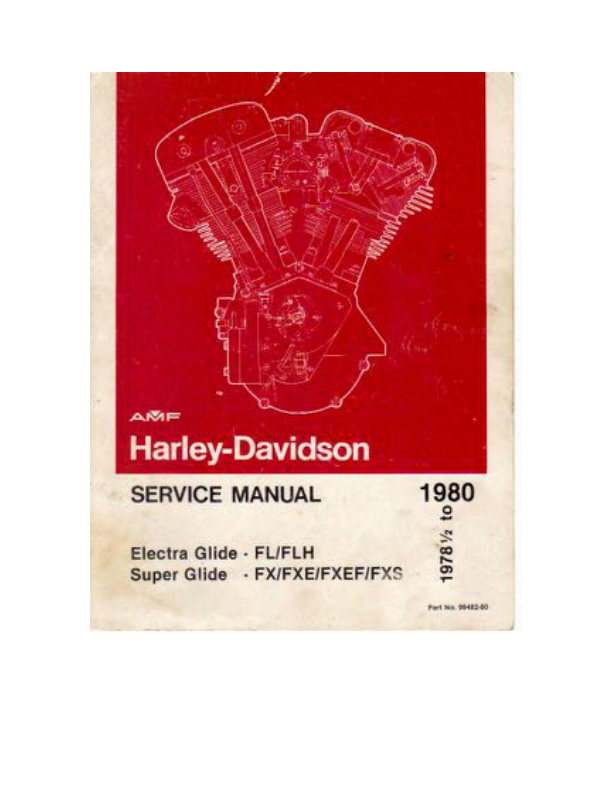 AMF
Harley-Davidson
SERVICE MANUAL 1980
1978½ to
Electra Glide - FL/FLH
Super Glide - FX/FXE/FXEF/FXS
Part No. 99482-80